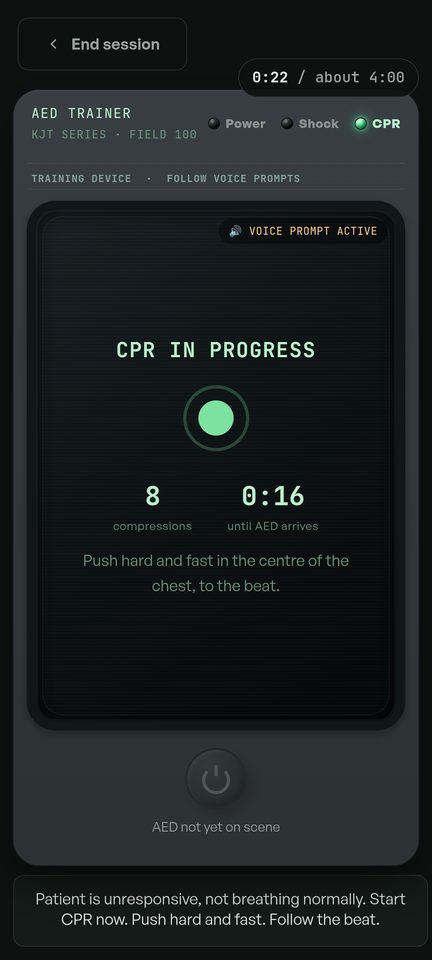 End session
0:22 / about 4:00
AED TRAINER
KJT SERIES · FIELD 100
Power
Shock
CPR
TRAINING DEVICE · FOLLOW VOICE PROMPTS
🔊 VOICE PROMPT ACTIVE
CPR IN PROGRESS
8
compressions
0:16
until AED arrives
Push hard and fast in the centre of the
chest, to the beat.
AED not yet on scene
Patient is unresponsive, not breathing normally. Start
CPR now. Push hard and fast. Follow the beat.